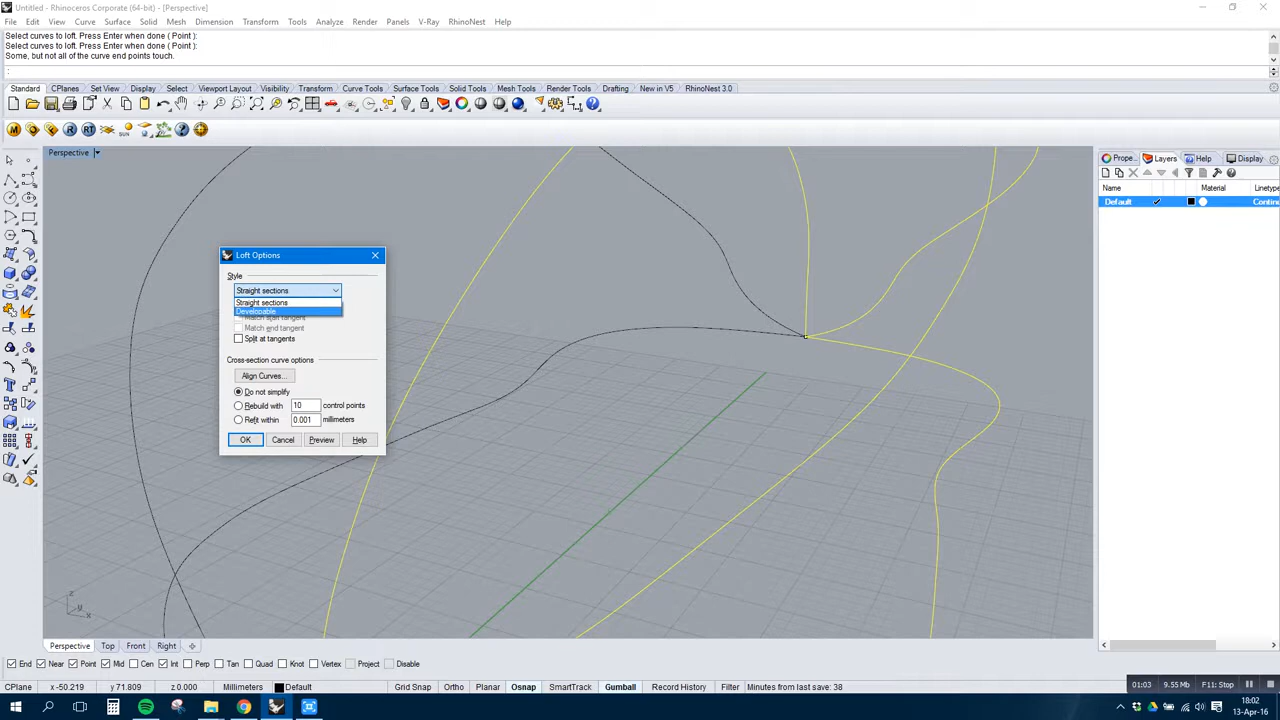 Untitled - Rhinoceros Corporate (64-bit) - [Perspective]
File Edit View Curve Surface Solid Mesh Dimension Transform Tools Analyze Render Panels V-Ray RhinoNest Help
Select curves to loft. Press Enter when done ( Point ):
Select curves to loft. Press Enter when done ( Point ):
Some, but not all of the curve end points touch.
:
Standard CPlanes Set View Display Select Viewport Layout Visibility Transform Curve Tools Surface Tools Solid Tools Mesh Tools Render Tools Drafting New in V5 RhinoNest 3.0
Perspective
Prope... Layers Help Display
Name Material Linetype
Default Continu
Loft Options
Style
Straight sections
Straight sections
Developable
Match start tangent
Match end tangent
Split at tangents
Cross-section curve options
Align Curves...
Do not simplify
Rebuild with 10 control points
Refit within 0.001 millimeters
OK Cancel Preview Help
z y x
Perspective Top Front Right
End Near Point Mid Cen Int Perp Tan Quad Knot Vertex Project Disable
CPlane x -50.219 y 71.809 z 0.000 Millimeters Default Grid Snap Ortho Planar Osnap SmartTrack Gumball Record History Filter Minutes from last save: 38
01:03 9.55 Mb F11: Stop
18:02
13-Apr-16